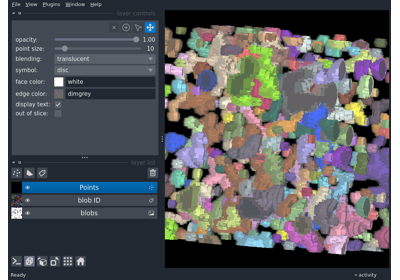 File View Plugins Window Help
layer controls
opacity: 1.00
point size: 10
blending: translucent
symbol: disc
face color: white
edge color: dimgrey
display text:
out of slice:
layer list
Points
blob ID
blobs
Ready activity